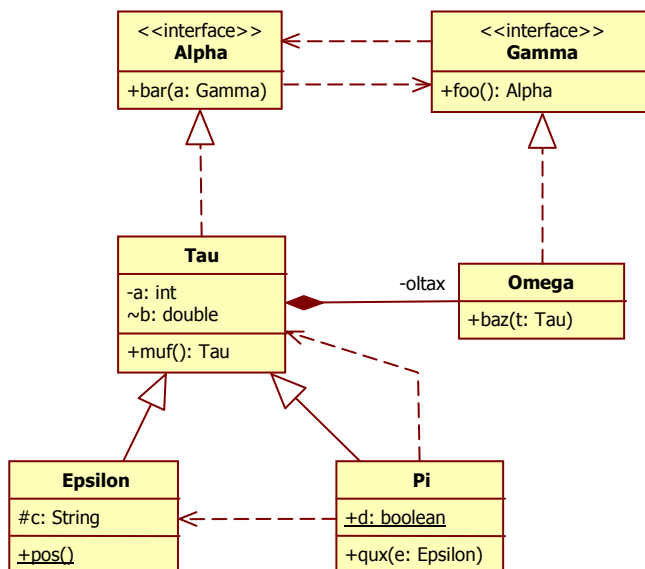 <<interface>>
Alpha
+bar(a: Gamma)
<<interface>>
Gamma
+foo(): Alpha
Tau
-a: int
~b: double
+muf(): Tau
-oltax
Omega
+baz(t: Tau)
Epsilon
#c: String
+pos()
Pi
+d: boolean
+qux(e: Epsilon)